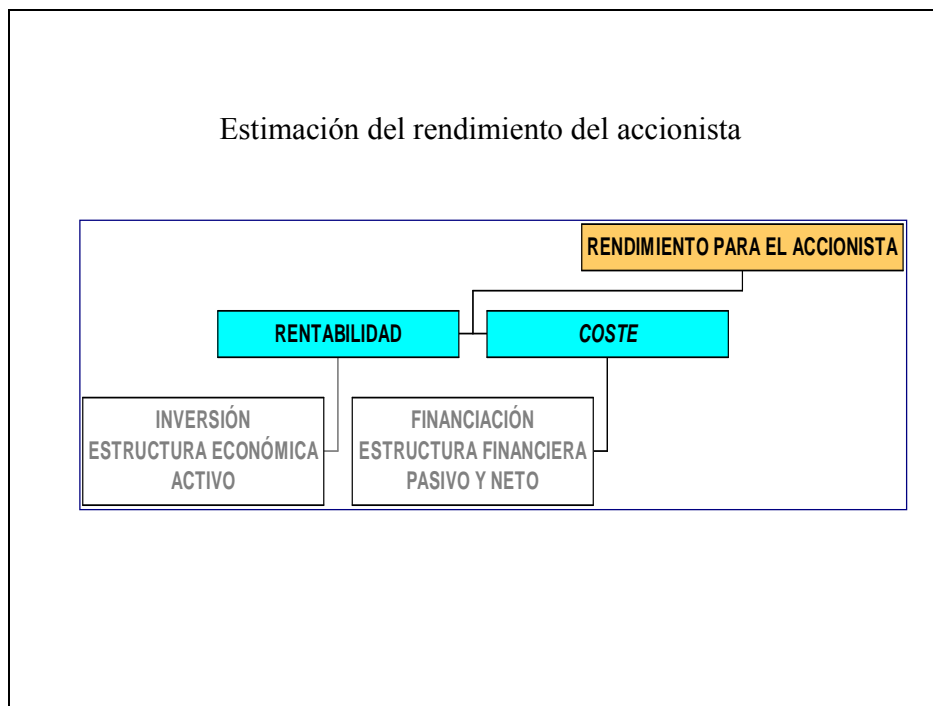 Estimación del rendimiento del accionista
RENDIMIENTO PARA EL ACCIONISTA
RENTABILIDAD
COSTE
INVERSIÓN
ESTRUCTURA ECONÓMICA
ACTIVO
FINANCIACIÓN
ESTRUCTURA FINANCIERA
PASIVO Y NETO